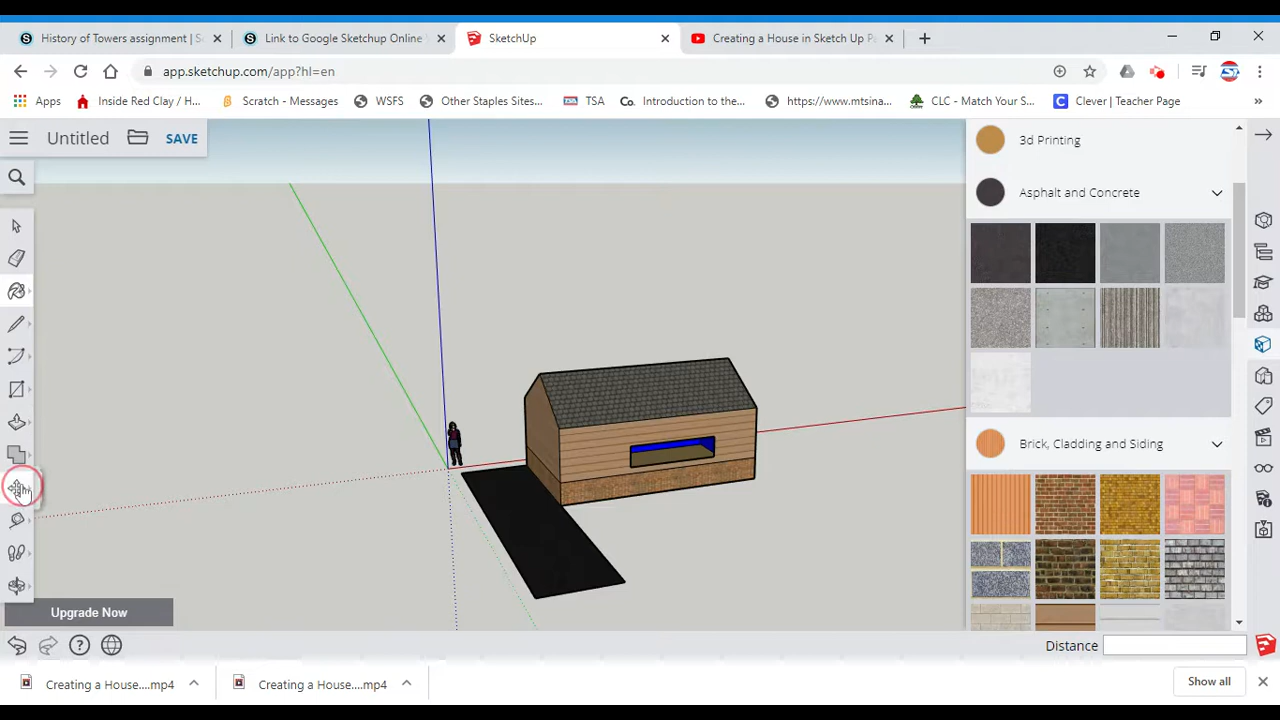 History of Towers assignment | S
Link to Google Sketchup Online
SketchUp
Creating a House in Sketch Up Pa
app.sketchup.com/app?hl=en
Apps
Inside Red Clay / H...
Scratch - Messages
WSFS
Other Staples Sites...
TSA
Co. Introduction to the...
https://www.mtsina...
CLC - Match Your S...
Clever | Teacher Page
»
Untitled
SAVE
3d Printing
Asphalt and Concrete
Brick, Cladding and Siding
Upgrade Now
Distance
Creating a House....mp4
Creating a House....mp4
Show all